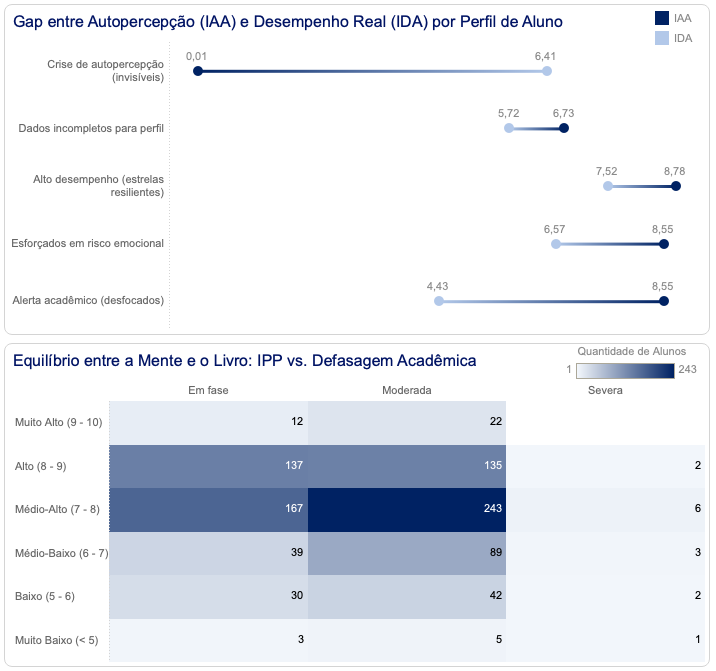 Gap entre Autopercepção (IAA) e Desempenho Real (IDA) por Perfil de Aluno
IAA
IDA
Crise de autopercepção
(invisíveis)
0,01
6,41
Dados incompletos para perfil
5,72
6,73
Alto desempenho (estrelas
resilientes)
7,52
8,78
Esforçados em risco emocional
6,57
8,55
Alerta acadêmico (desfocados)
4,43
8,55
Equilíbrio entre a Mente e o Livro: IPP vs. Defasagem Acadêmica
Quantidade de Alunos
1
243
Em fase
Moderada
Severa
Muito Alto (9 - 10)
12
22
Alto (8 - 9)
137
135
2
Médio-Alto (7 - 8)
167
243
6
Médio-Baixo (6 - 7)
39
89
3
Baixo (5 - 6)
30
42
2
Muito Baixo (< 5)
3
5
1